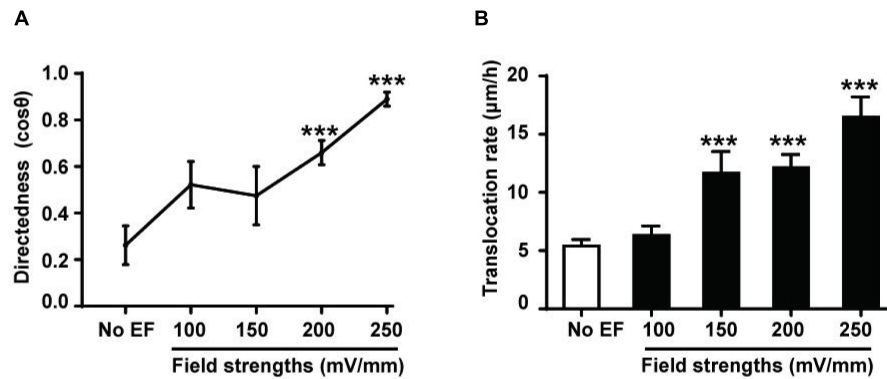 A
Directedness (cosθ)
1.0
0.8
0.6
0.4
0.2
0.0
***
***
No EF 100 150 200 250
Field strengths (mV/mm)
B
Translocation rate (μm/h)
20
15
10
5
0
***
***
***
No EF 100 150 200 250
Field strengths (mV/mm)